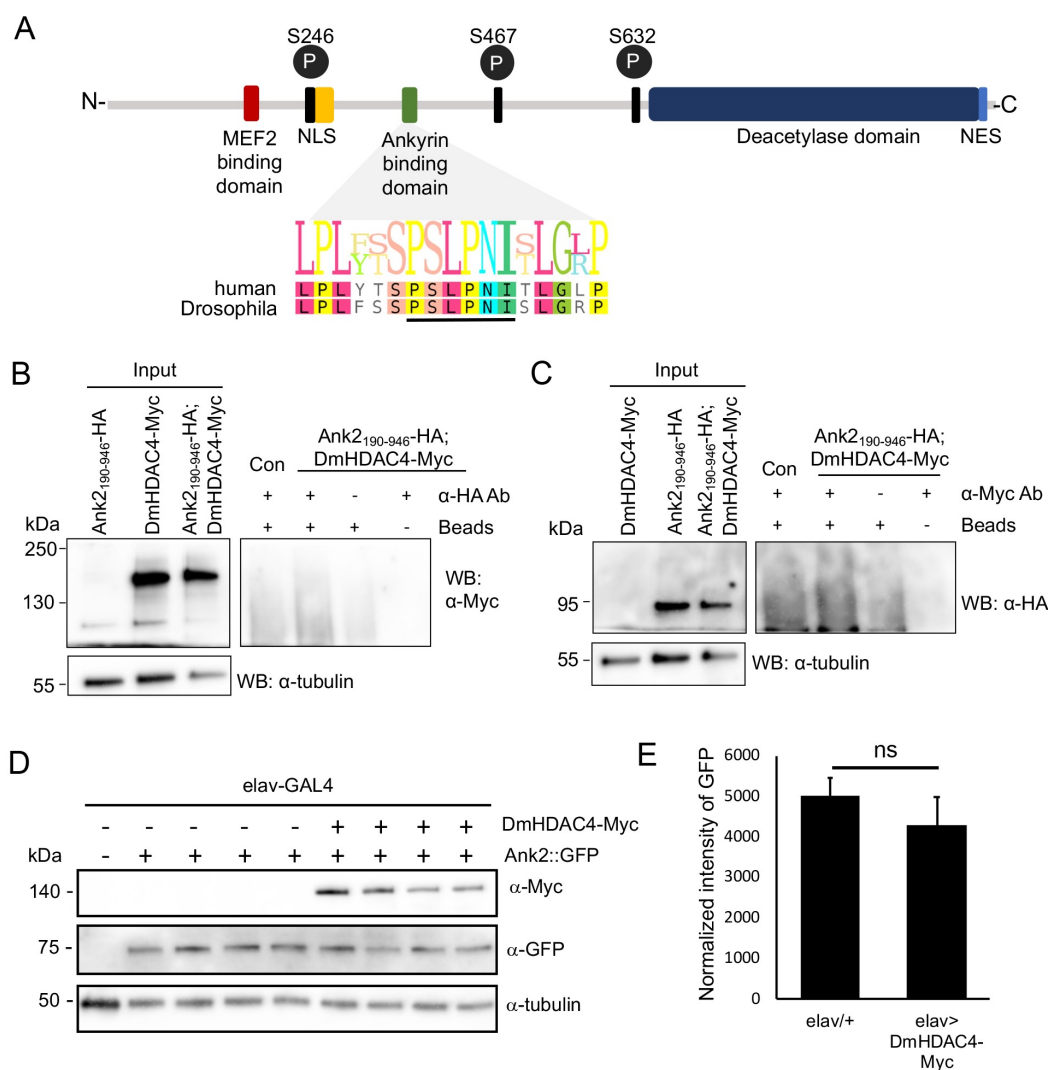 A
S246
S467
S632
P
P
P
N-
-C
MEF2
binding
domain
NLS
Ankyrin
binding
domain
Deacetylase domain
NES
human
LPLYTSPSLPNITLGLP
Drosophila
LPLFSSPSLPNISLGRP
B
Input
Ank2190-946-HA
DmHDAC4-Myc
Ank2190-946-HA;
DmHDAC4-Myc
Con
Ank2190-946-HA;
DmHDAC4-Myc
+ + - + α-HA Ab
+ + + - Beads
kDa
250
130
WB:
α-Myc
55
WB: α-tubulin
C
Input
DmHDAC4-Myc
Ank2190-946-HA
Ank2190-946-HA;
DmHDAC4-Myc
Con
Ank2190-946-HA;
DmHDAC4-Myc
+ + - + α-Myc Ab
+ + + - Beads
kDa
95
WB: α-HA
55
WB: α-tubulin
D
elav-GAL4
- - - - - + + + + DmHDAC4-Myc
kDa - + + + + + + + + Ank2::GFP
140 - α-Myc
75 - α-GFP
50 - α-tubulin
E
Normalized intensity of GFP
6000
5000
4000
3000
2000
1000
0
ns
elav/+
elav>
DmHDAC4-
Myc